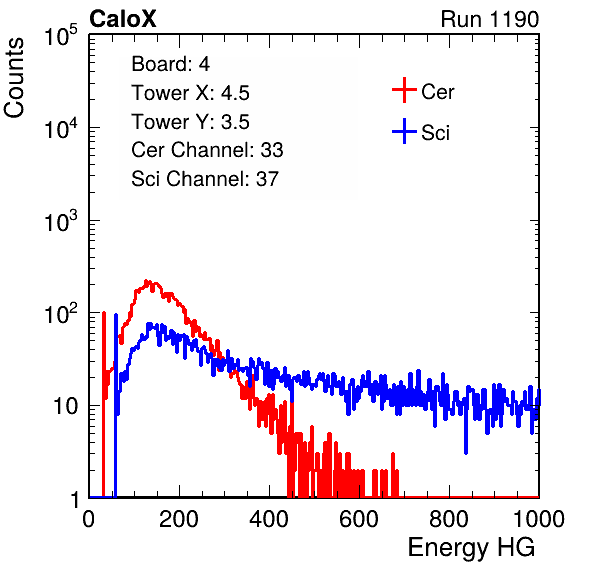 CaloX Run 1190
Counts
10^5
10^4
10^3
10^2
10
1
Board: 4
Tower X: 4.5
Tower Y: 3.5
Cer Channel: 33
Sci Channel: 37
Cer
Sci
0 200 400 600 800 1000
Energy HG